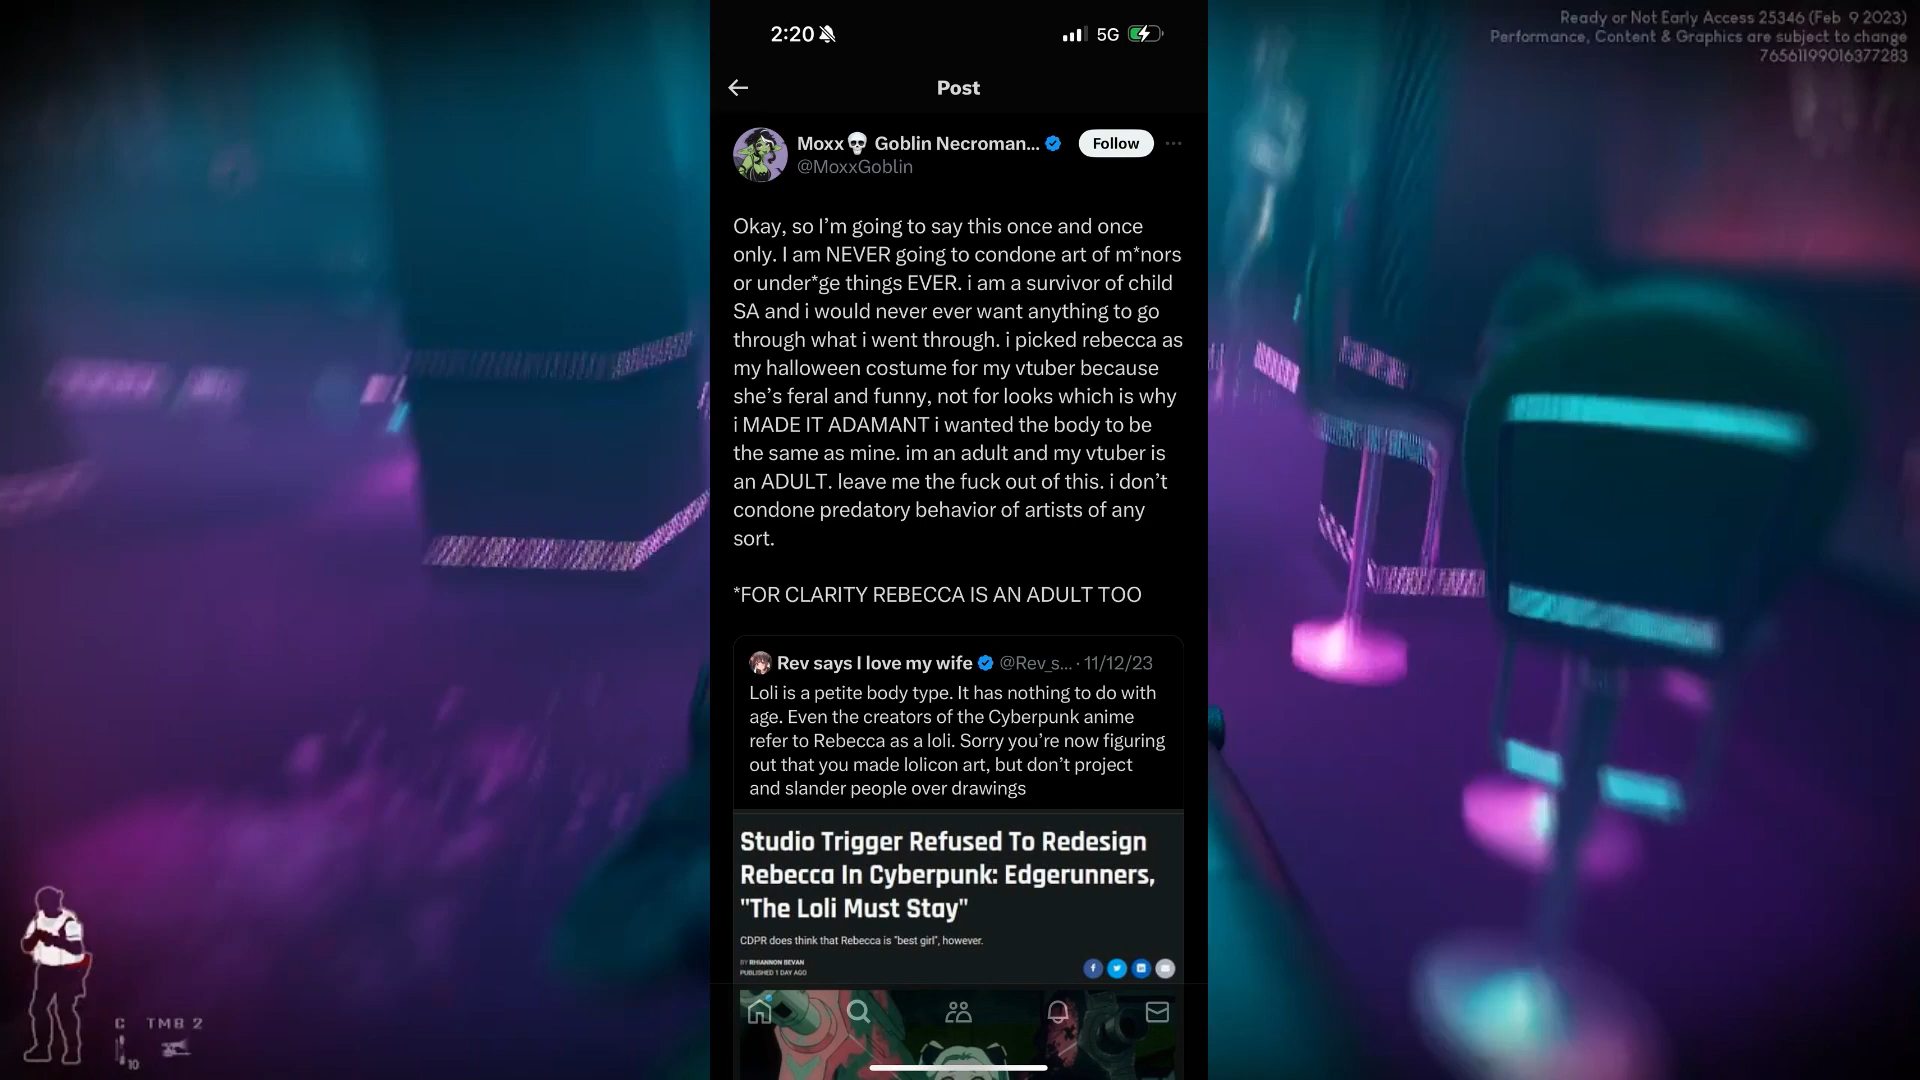 Ready or Not Early Access 25346 (Feb 9 2023)
Performance, Content & Graphics are subject to change
76561199016377283
2:20
5G
Post
Moxx💀 Goblin Necroman...
Follow
@MoxxGoblin
Okay, so I'm going to say this once and once
only. I am NEVER going to condone art of m*nors
or under*ge things EVER. i am a survivor of child
SA and i would never ever want anything to go
through what i went through. i picked rebecca as
my halloween costume for my vtuber because
she's feral and funny, not for looks which is why
i MADE IT ADAMANT i wanted the body to be
the same as mine. im an adult and my vtuber is
an ADULT. leave me the fuck out of this. i don't
condone predatory behavior of artists of any
sort.
*FOR CLARITY REBECCA IS AN ADULT TOO
Rev says I love my wife @Rev_s... · 11/12/23
Loli is a petite body type. It has nothing to do with
age. Even the creators of the Cyberpunk anime
refer to Rebecca as a loli. Sorry you're now figuring
out that you made lolicon art, but don't project
and slander people over drawings
Studio Trigger Refused To Redesign
Rebecca In Cyberpunk: Edgerunners,
"The Loli Must Stay"
CDPR does think that Rebecca is "best girl", however.
BY RHIANNON BEVAN
PUBLISHED 1 DAY AGO
C TMB 2
10